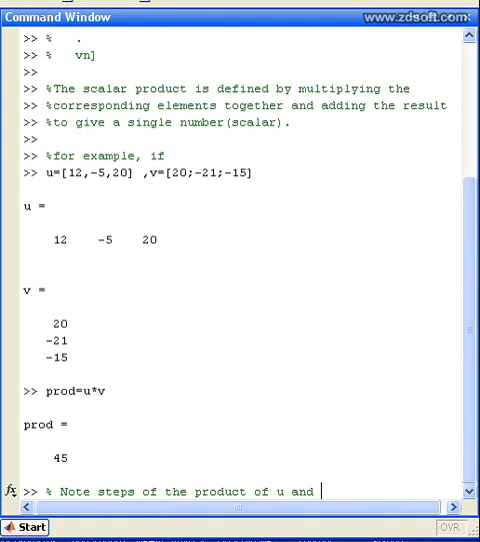 Command Window
www.zdsoft.com
>> %   .
>> %   vn]
>>
>> %The scalar product is defined by multiplying the
>> %corresponding elements together and adding the result
>> %to give a single number(scalar).
>>
>> %for example, if
>> u=[12,-5,20] ,v=[20;-21;-15]
u =
12 -5 20
v =
20
-21
-15
>> prod=u*v
prod =
45
fx >> % Note steps of the product of u and
Start
OVR